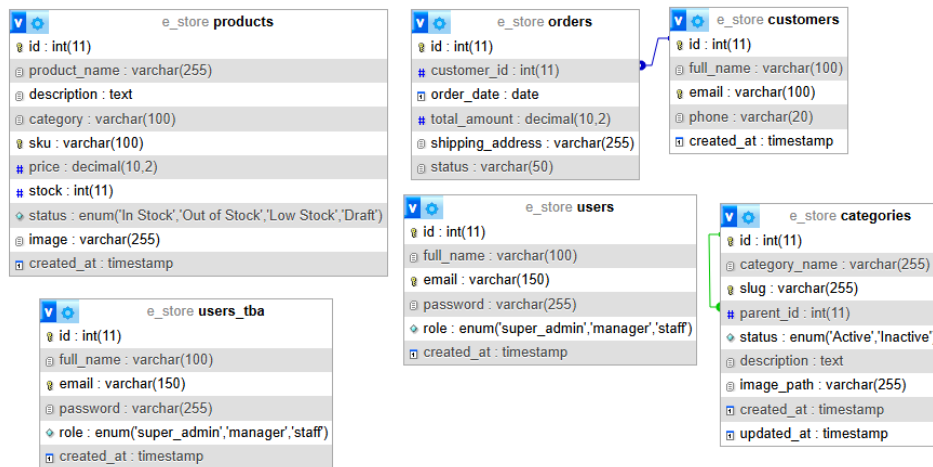 e_store products
id : int(11)
product_name : varchar(255)
description : text
category : varchar(100)
sku : varchar(100)
price : decimal(10,2)
stock : int(11)
status : enum('In Stock','Out of Stock','Low Stock','Draft')
image : varchar(255)
created_at : timestamp
e_store orders
id : int(11)
customer_id : int(11)
order_date : date
total_amount : decimal(10,2)
shipping_address : varchar(255)
status : varchar(50)
e_store customers
id : int(11)
full_name : varchar(100)
email : varchar(100)
phone : varchar(20)
created_at : timestamp
e_store users
id : int(11)
full_name : varchar(100)
email : varchar(150)
password : varchar(255)
role : enum('super_admin','manager','staff')
created_at : timestamp
e_store categories
id : int(11)
category_name : varchar(255)
slug : varchar(255)
parent_id : int(11)
status : enum('Active','Inactive'
description : text
image_path : varchar(255)
created_at : timestamp
updated_at : timestamp
e_store users_tba
id : int(11)
full_name : varchar(100)
email : varchar(150)
password : varchar(255)
role : enum('super_admin','manager','staff')
created_at : timestamp